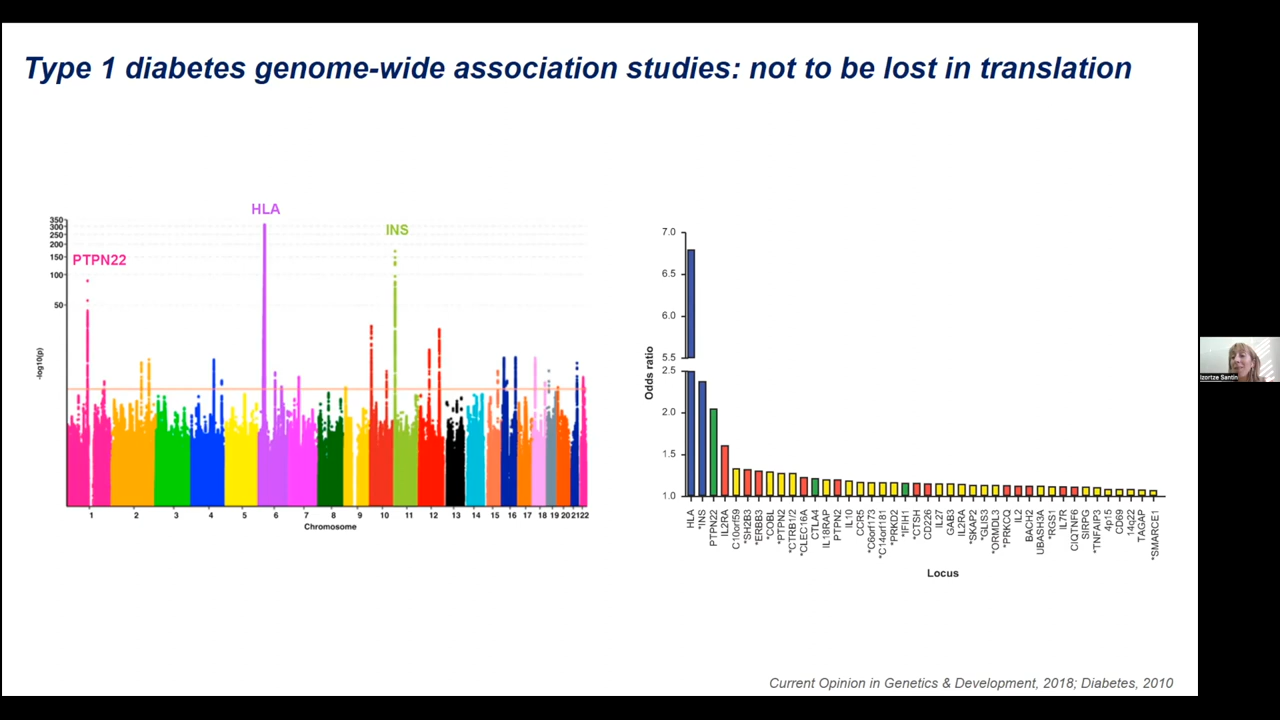 Type 1 diabetes genome-wide association studies: not to be lost in translation
HLA
INS
PTPN22
350
300
250
200
150
100
50
-log10(p)
1
2
3
4
5
6
7
8
9
10
11
12
13
14
15
16
17
18
19
20
21
22
Chromosome
7.0
6.5
6.0
5.5
2.5
2.0
1.5
1.0
Odds ratio
HLA
*INS
PTPN22
IL2RA
C10orf59
*SH2B3
*ERBB3
*COBL
*PTPN2
*CTRB1/2
*CLEC16A
CTLA4
IL18RAP
PTPN2
IL10
CCR5
*C6orf173
*C14orf181
*PRKD2
*IFIH1
*CTSH
CD226
IL27
GAB3
IL2RA
*SKAP2
*GLIS3
*ORMDL3
*PRKCQ
IL2
BACH2
UBASH3A
*RGS1
IL7R
CIQTNF6
SIRPG
*TNFAIP3
4p15
CD69
14q22
TAGAP
*SMARCE1
Locus
Izortze Santin
Current Opinion in Genetics & Development, 2018; Diabetes, 2010